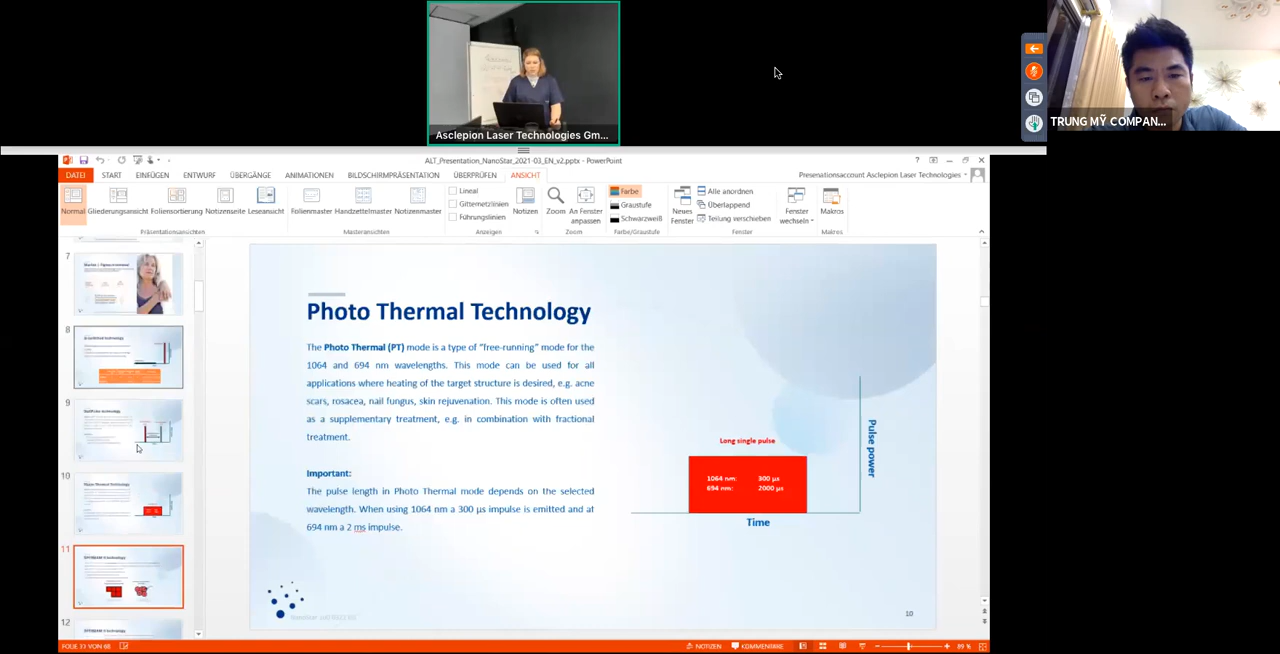 Asclepion Laser Technologies Gm...
TRUNG MỸ COMPAN...
ALT_Presentation_NanoStar_2021-03_EN_v2.pptx - PowerPoint
DATEI START EINFÜGEN ENTWURF ÜBERGÄNGE ANIMATIONEN BILDSCHIRMPRÄSENTATION ÜBERPRÜFEN ANSICHT
Presenationsaccount Asclepion Laser Technologies
Normal Gliederungsansicht Foliensortierung Notizenseite Leseansicht
Präsentationsansichten
Folienmaster Handzettelmaster Notizenmaster
Masteransichten
Lineal
Gitternetzlinien
Führungslinien
Anzeigen
Notizen
Zoom An Fenster anpassen
Zoom
Farbe
Graustufe
Schwarzweiß
Farbe/Graustufe
Neues Fenster
Alle anordnen
Überlappend
Teilung verschieben
Fenster wechseln
Fenster
Makros
Makros
7
8
9
10
11
12
Photo Thermal Technology
The Photo Thermal (PT) mode is a type of "free-running" mode for the
1064 and 694 nm wavelengths. This mode can be used for all
applications where heating of the target structure is desired, e.g. acne
scars, rosacea, nail fungus, skin rejuvenation. This mode is often used
as a supplementary treatment, e.g. in combination with fractional
treatment.
Important:
The pulse length in Photo Thermal mode depends on the selected
wavelength. When using 1064 nm a 300 µs impulse is emitted and at
694 nm a 2 ms impulse.
Long single pulse
1064 nm: 300 µs
694 nm: 2000 µs
Pulse power
Time
10
NOTIZEN KOMMENTARE 89 %